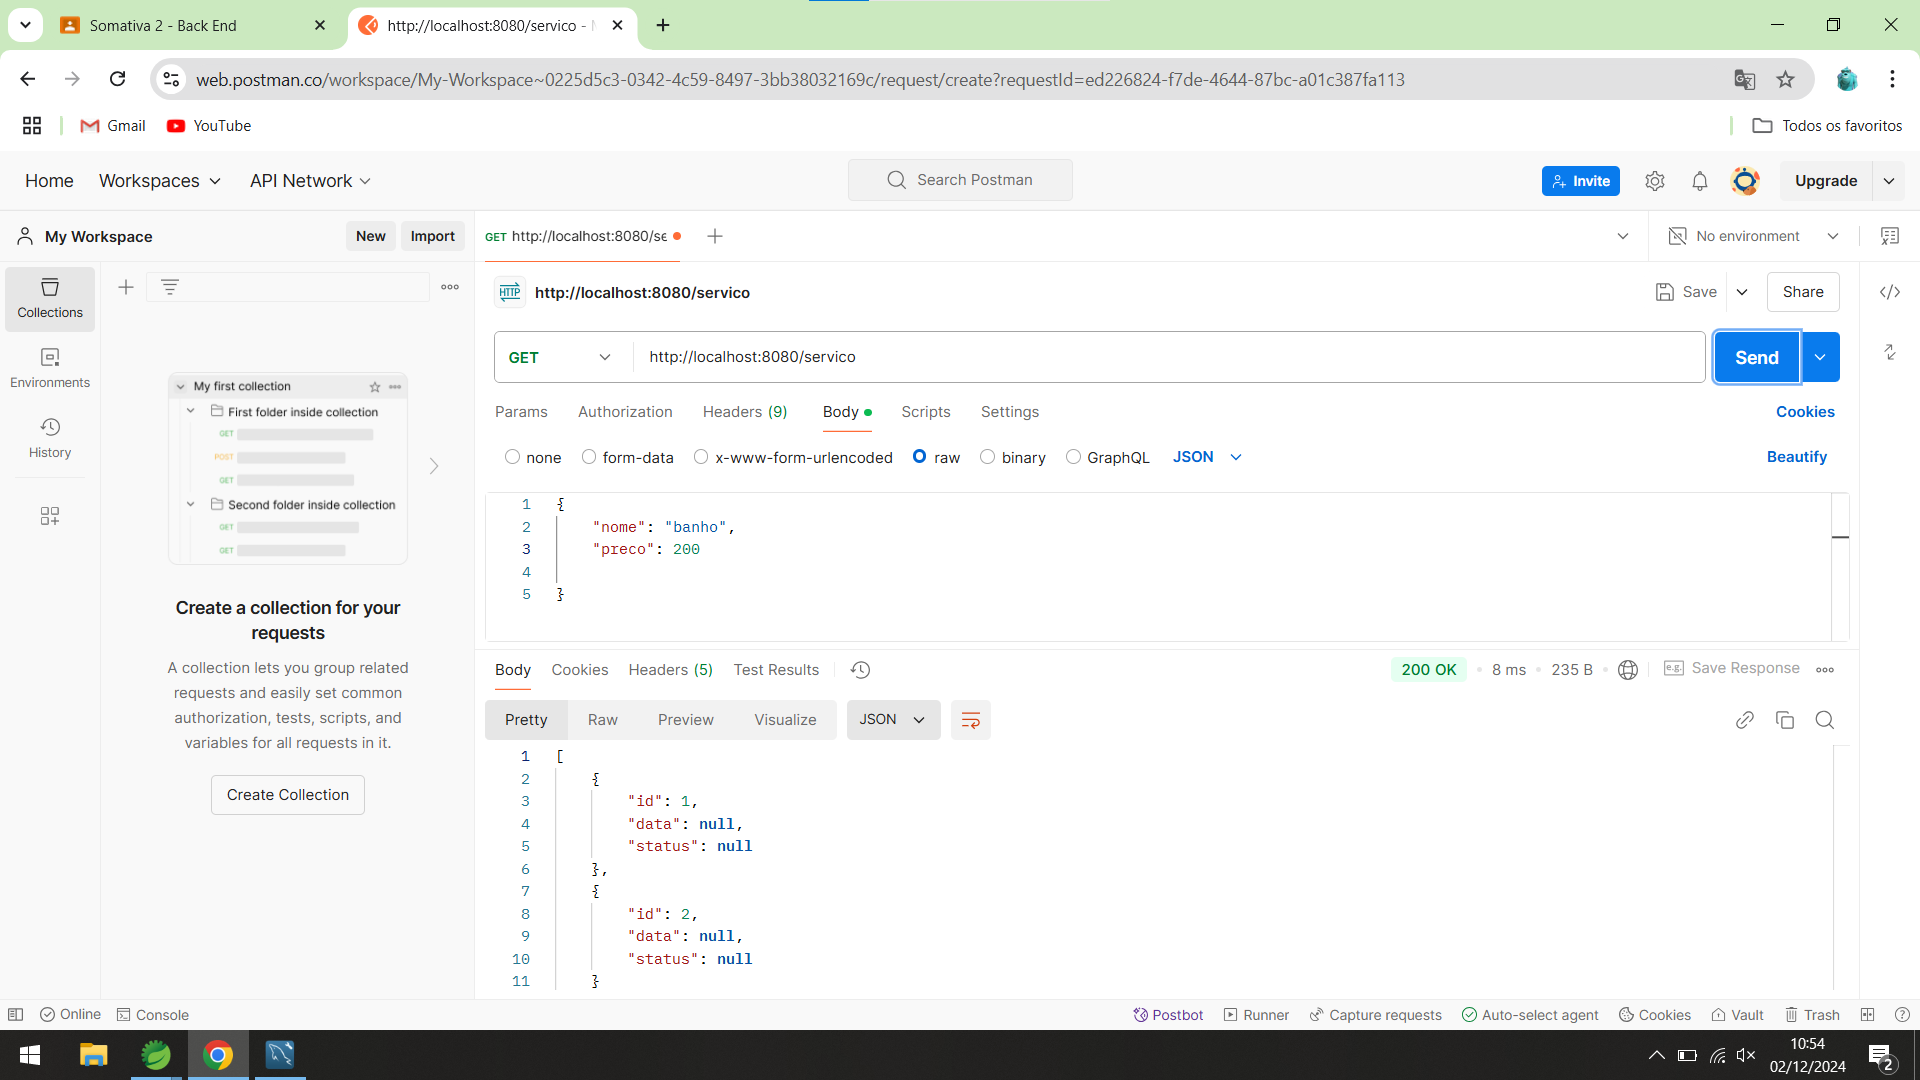 Somativa 2 - Back End
http://localhost:8080/servico - M
web.postman.co/workspace/My-Workspace~0225d5c3-0342-4c59-8497-3bb38032169c/request/create?requestId=ed226824-f7de-4644-87bc-a01c387fa113
Gmail
YouTube
Todos os favoritos
Home
Workspaces
API Network
Search Postman
Invite
Upgrade
My Workspace
New
Import
GET http://localhost:8080/se
No environment
Collections
Environments
History
My first collection
First folder inside collection
GET
POST
GET
Second folder inside collection
GET
GET
Create a collection for your
requests
A collection lets you group related
requests and easily set common
authorization, tests, scripts, and
variables for all requests in it.
Create Collection
HTTP http://localhost:8080/servico
Save
Share
GET
http://localhost:8080/servico
Send
Params
Authorization
Headers (9)
Body
Scripts
Settings
Cookies
none
form-data
x-www-form-urlencoded
raw
binary
GraphQL
JSON
Beautify
1 {
2 "nome": "banho",
3 "preco": 200
4
5 }
Body
Cookies
Headers (5)
Test Results
200 OK
8 ms
235 B
e.g. Save Response
Pretty
Raw
Preview
Visualize
JSON
1 [
2 {
3 "id": 1,
4 "data": null,
5 "status": null
6 },
7 {
8 "id": 2,
9 "data": null,
10 "status": null
11 }
Online
Console
Postbot
Runner
Capture requests
Auto-select agent
Cookies
Vault
Trash
10:54
02/12/2024
2